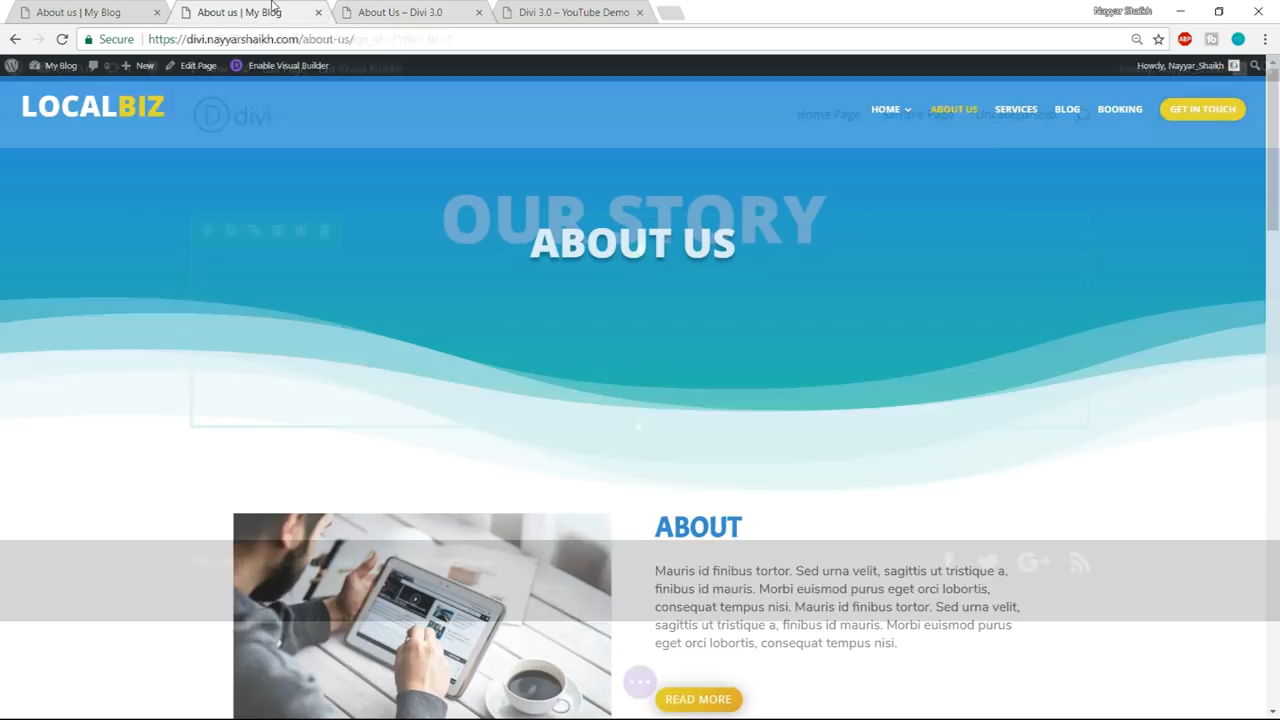 About us | My Blog
About us | My Blog
About Us – Divi 3.0
Divi 3.0 – YouTube Demo
Nayyar Shaikh
Secure
https://divi.nayyarshaikh.com/about-us/
ABP
My Blog
New
Edit Page
Enable Visual Builder
Howdy, Nayyar_Shaikh
LOCALBIZ
divi
HOME
ABOUT US
SERVICES
BLOG
BOOKING
GET IN TOUCH
Home Page
Sample Page
Uncategorized
OUR STORY
ABOUT US
ABOUT
Mauris id finibus tortor. Sed urna velit, sagittis ut tristique a,
finibus id mauris. Morbi euismod purus eget orci lobortis,
consequat tempus nisi. Mauris id finibus tortor. Sed urna velit,
sagittis ut tristique a, finibus id mauris. Morbi euismod purus
eget orci lobortis, consequat tempus nisi.
READ MORE